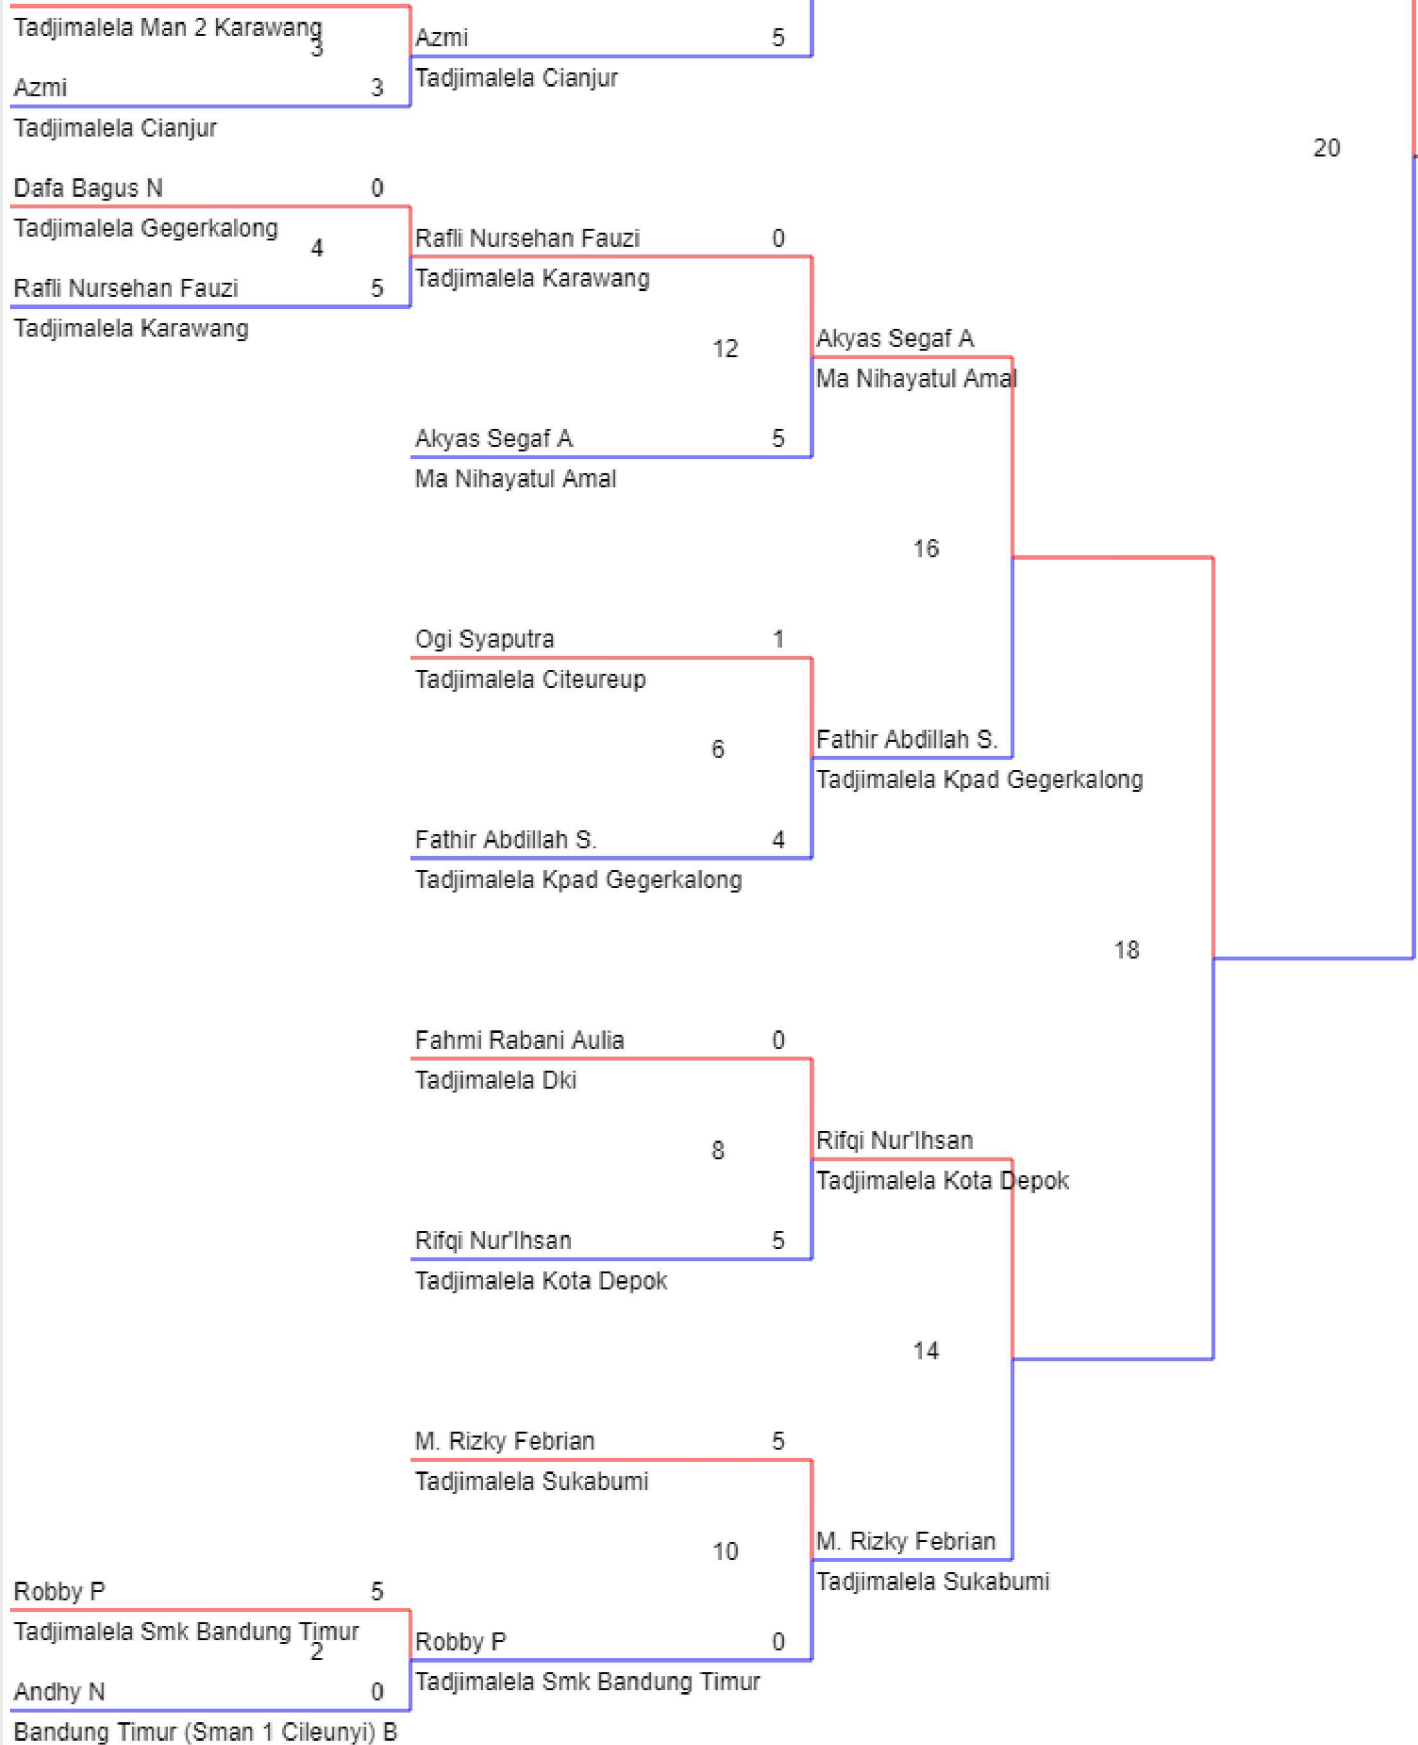 Tadjimalela Man 2 Karawang
3
Azmi 3
Tadjimalela Cianjur
Azmi 5
Tadjimalela Cianjur
20
Dafa Bagus N 0
Tadjimalela Gegerkalong
4
Rafli Nursehan Fauzi 5
Tadjimalela Karawang
Rafli Nursehan Fauzi 0
Tadjimalela Karawang
12
Akyas Segaf A
Ma Nihayatul Amal
Akyas Segaf A 5
Ma Nihayatul Amal
16
Ogi Syaputra 1
Tadjimalela Citeureup
6
Fathir Abdillah S.
Tadjimalela Kpad Gegerkalong
Fathir Abdillah S. 4
Tadjimalela Kpad Gegerkalong
18
Fahmi Rabani Aulia 0
Tadjimalela Dki
8
Rifqi Nur'Ihsan
Tadjimalela Kota Depok
Rifqi Nur'Ihsan 5
Tadjimalela Kota Depok
14
M. Rizky Febrian 5
Tadjimalela Sukabumi
10
M. Rizky Febrian
Tadjimalela Sukabumi
Robby P 5
Tadjimalela Smk Bandung Timur
2
Andhy N 0
Bandung Timur (Sman 1 Cileunyi) B
Robby P 0
Tadjimalela Smk Bandung Timur